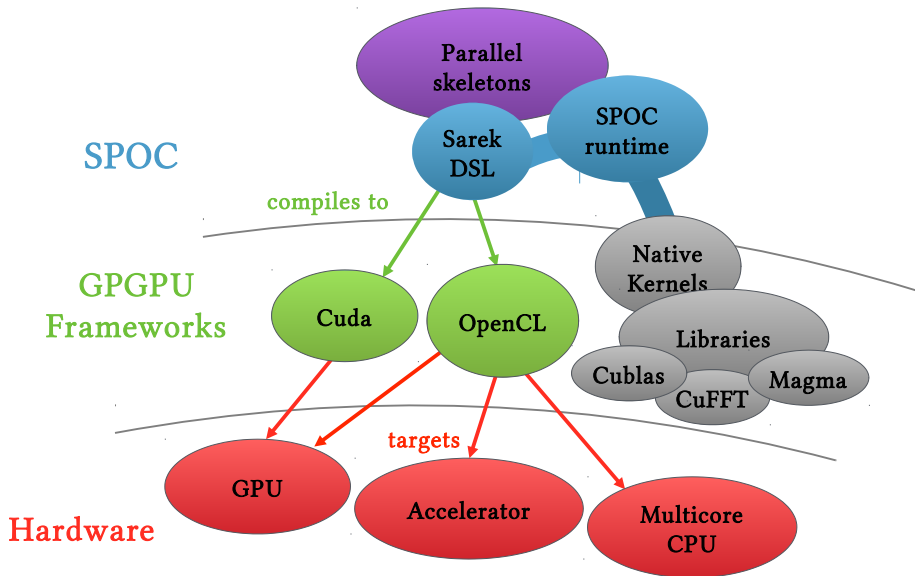 Parallel
skeletons
SPOC
runtime
Sarek
DSL
SPOC
compiles to
Native
Kernels
GPGPU
Frameworks
Cuda
OpenCL
Libraries
Cublas
CuFFT
Magma
targets
GPU
Accelerator
Multicore
CPU
Hardware